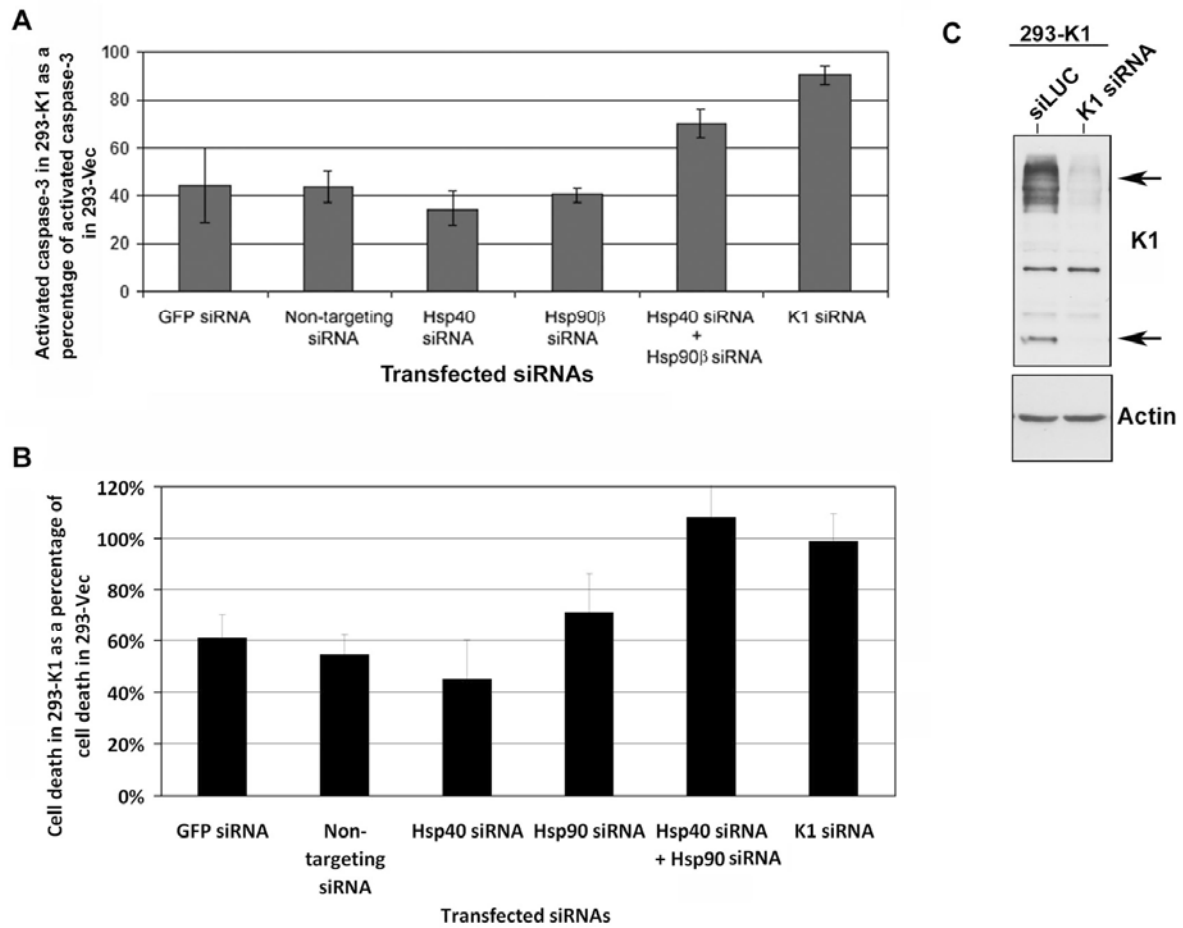 A
Activated caspase-3 in 293-K1 as a
percentage of activated caspase-3
in 293-Vec
100
80
60
40
20
0
GFP siRNA
Non-targeting
siRNA
Hsp40
siRNA
Hsp90β
siRNA
Hsp40 siRNA
+
Hsp90β siRNA
K1 siRNA
Transfected siRNAs
B
Cell death in 293-K1 as a percentage of
cell death in 293-Vec
120%
100%
80%
60%
40%
20%
0%
GFP siRNA
Non-
targeting
siRNA
Hsp40 siRNA
Hsp90 siRNA
Hsp40 siRNA
+ Hsp90 siRNA
K1 siRNA
Transfected siRNAs
C
293-K1
siLUC
K1 siRNA
K1
Actin